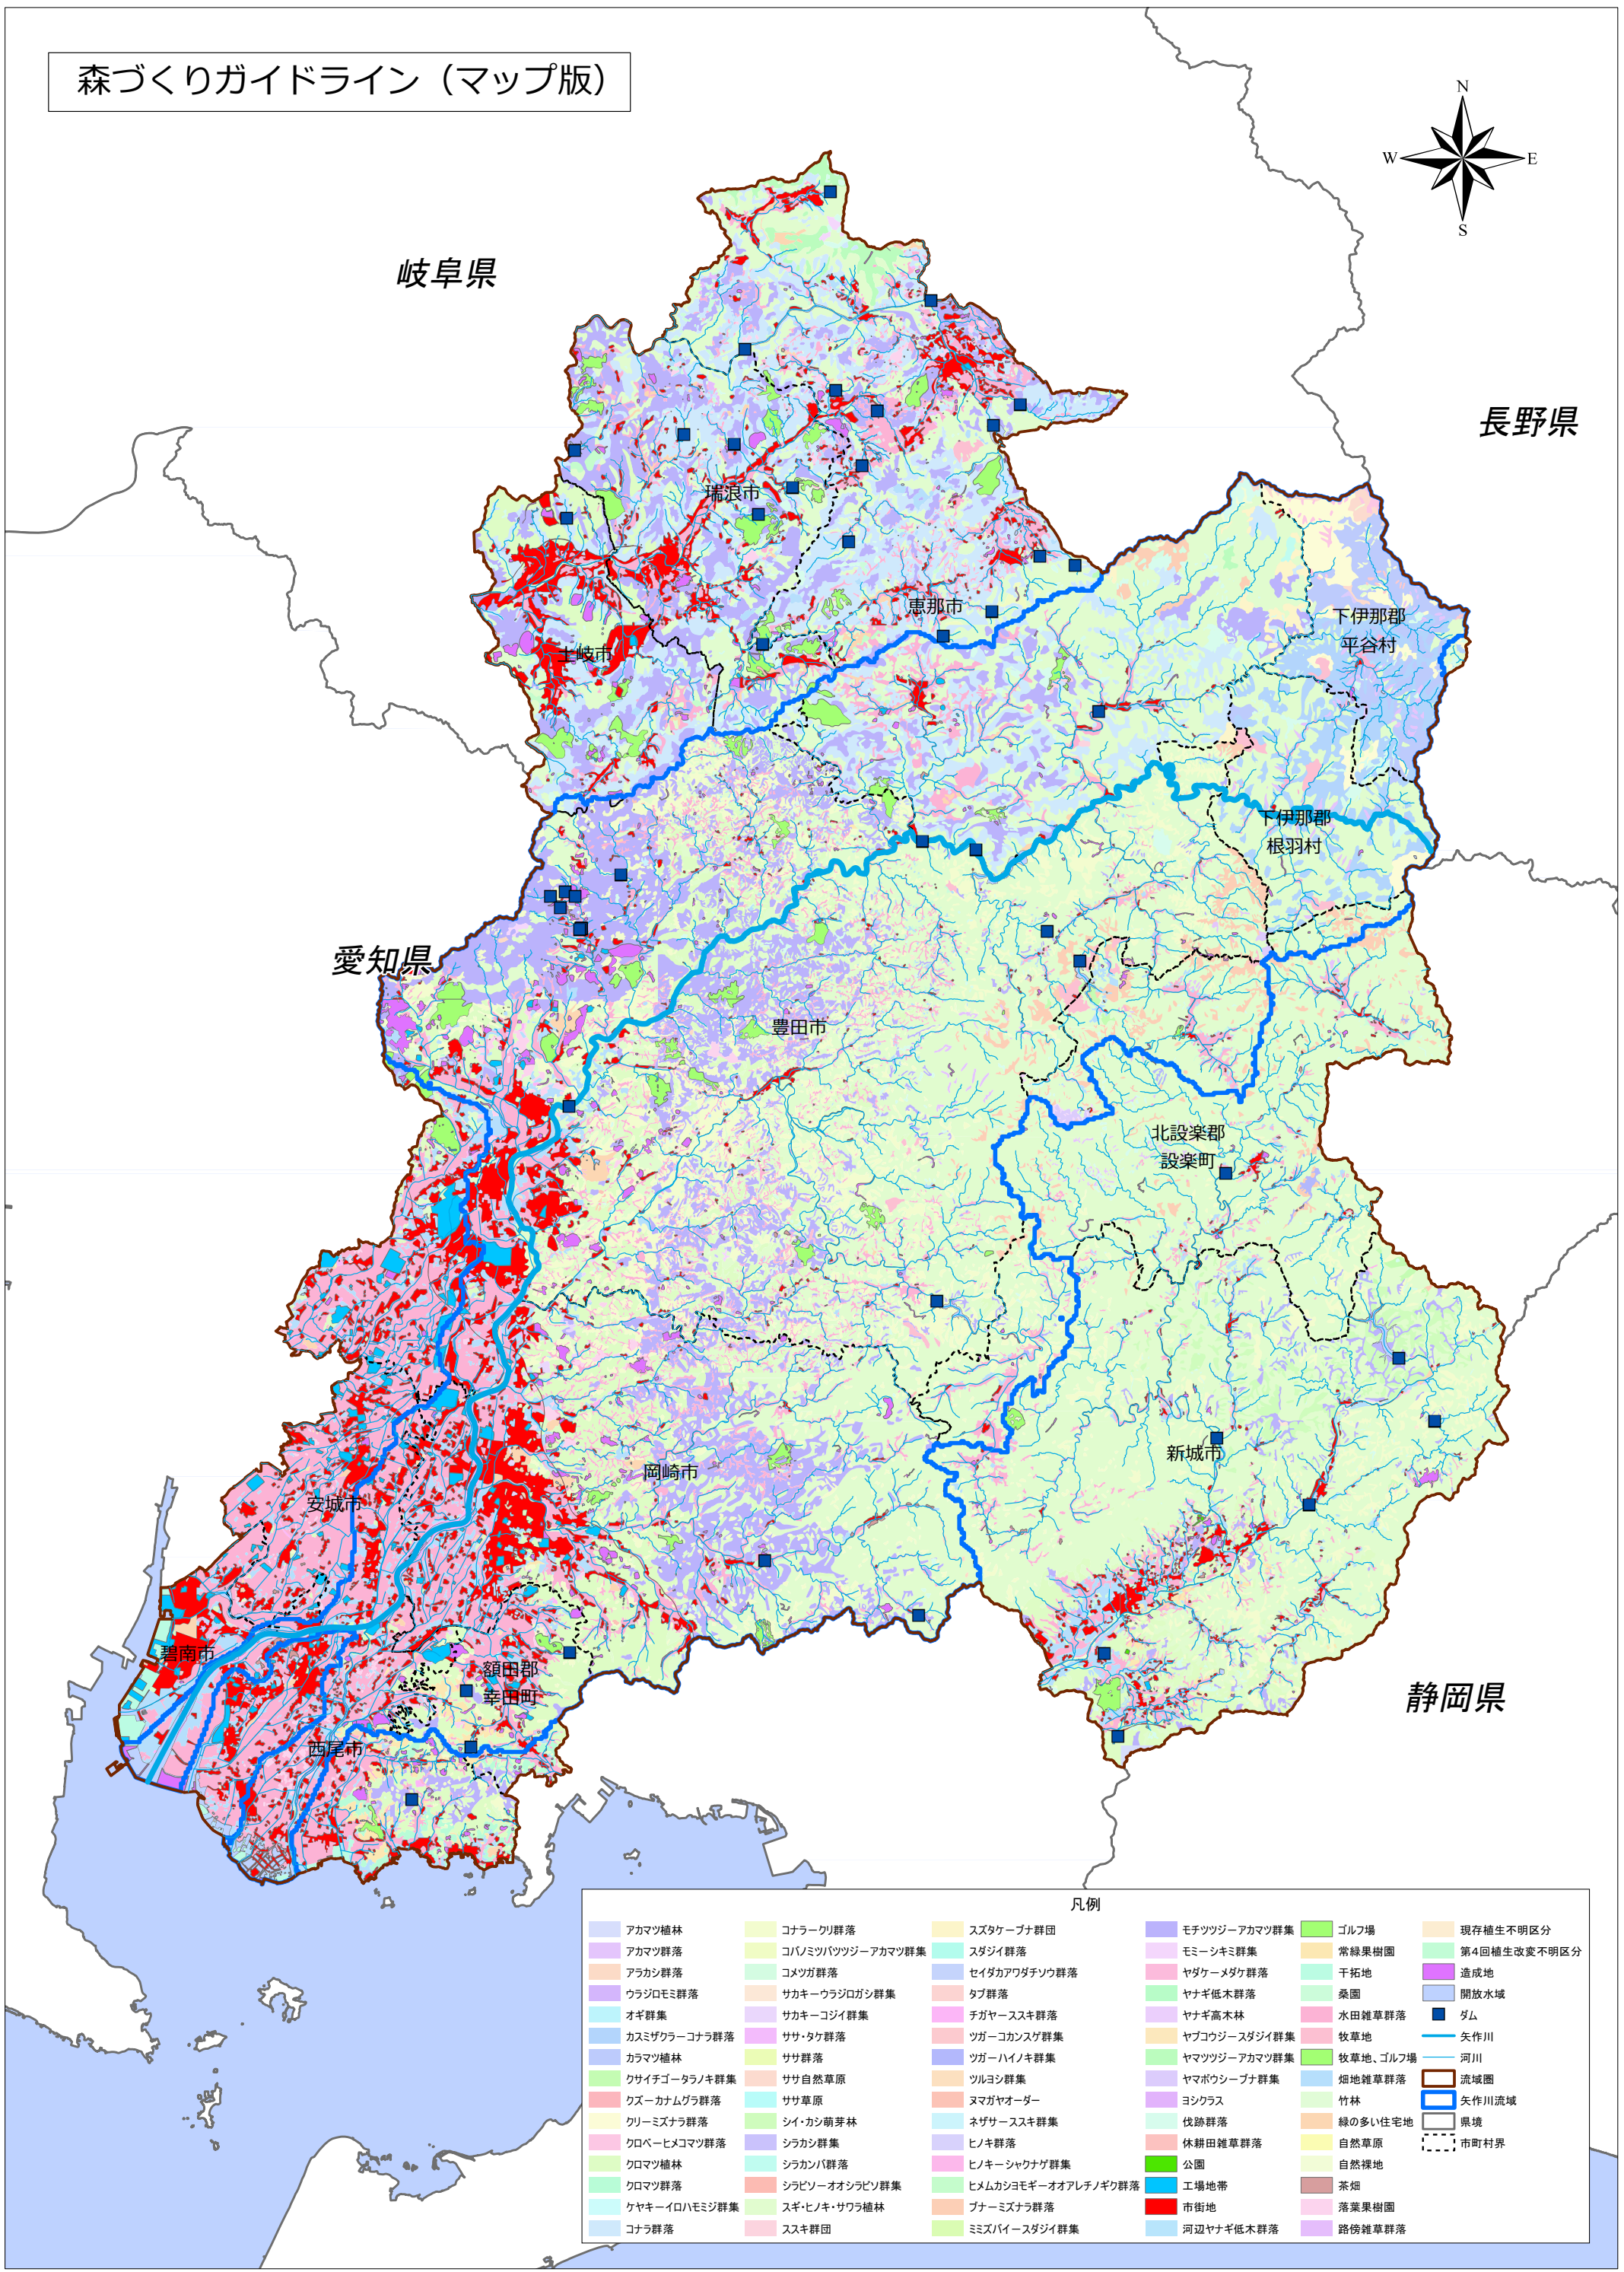 森づくりガイドライン（マップ版）
N
W
E
S
岐阜県
長野県
瑞浪市
恵那市
下伊那郡
平谷村
土岐市
下伊那郡
根羽村
愛知県
豊田市
北設楽郡
設楽町
新城市
岡崎市
安城市
碧南市
額田郡
幸田町
静岡県
西尾市
凡例
アカマツ植林
アカマツ群落
アラカシ群落
ウラジロモミ群落
オギ群集
カスミザクラーコナラ群落
カラマツ植林
クサイチゴータラノキ群集
クズーカナムグラ群落
クリーミズナラ群落
クロベーヒメコマツ群落
クロマツ植林
クロマツ群落
ケヤキーイロハモミジ群集
コナラ群落
コナラークリ群落
コバノミツバツツジーアカマツ群集
コメツガ群落
サカキーウラジロガシ群集
サカキーコジイ群集
ササ・タケ群落
ササ群落
ササ自然草原
ササ草原
シイ・カシ萌芽林
シラカシ群集
シラカンバ群落
シラビソーオオシラビソ群集
スギ・ヒノキ・サワラ植林
ススキ群団
スズタケーブナ群団
スダジイ群落
セイダカアワダチソウ群落
タブ群落
チガヤーススキ群落
ツガーコカンスゲ群集
ツガーハイノキ群集
ツルヨシ群集
ヌマガヤオーダー
ネザサーススキ群集
ヒノキ群落
ヒノキーシャクナゲ群集
ヒメムカシヨモギーオオアレチノギク群落
ブナーミズナラ群落
ミミズバイースダジイ群集
モチツツジーアカマツ群集
モミーシキミ群集
ヤダケーメダケ群落
ヤナギ低木群落
ヤナギ高木林
ヤブコウジースダジイ群集
ヤマツツジーアカマツ群集
ヤマボウシーブナ群集
ヨシクラス
伐跡群落
休耕田雑草群落
公園
工場地帯
市街地
河辺ヤナギ低木群落
ゴルフ場
常緑果樹園
干拓地
桑園
水田雑草群落
牧草地
牧草地、ゴルフ場
畑地雑草群落
竹林
緑の多い住宅地
自然草原
自然裸地
茶畑
落葉果樹園
路傍雑草群落
現存植生不明区分
第4回植生改変不明区分
造成地
開放水域
ダム
矢作川
河川
流域圏
矢作川流域
県境
市町村界